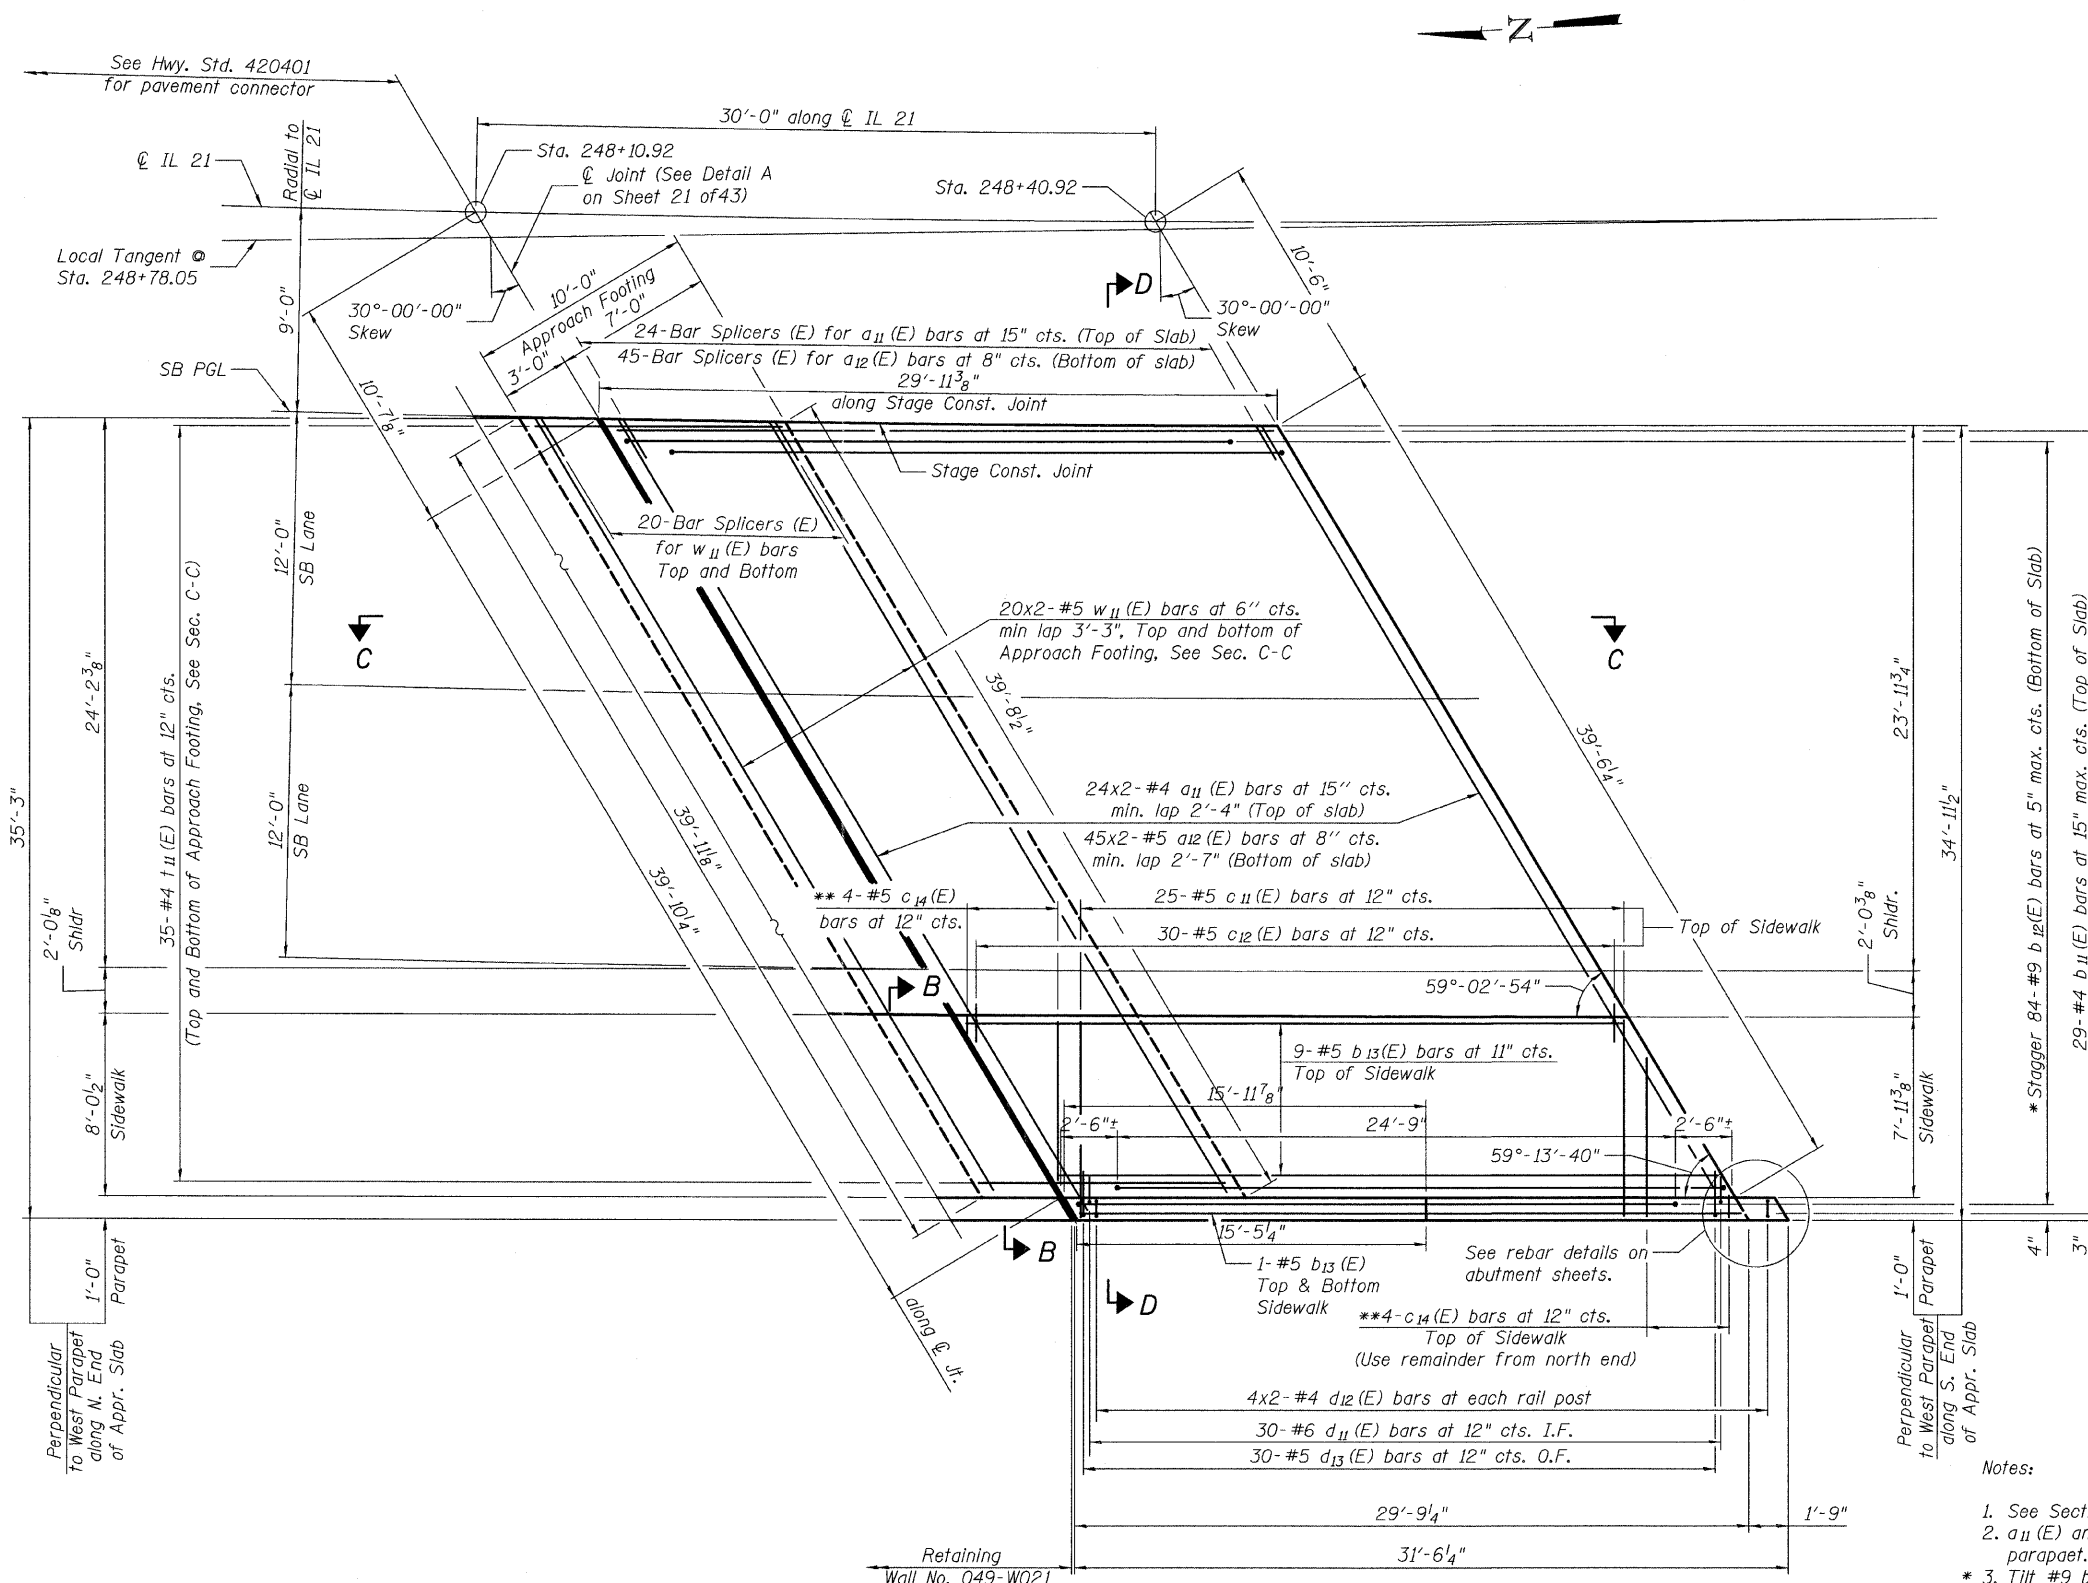 Z
See Hwy. Std. 420401
for pavement connector
30'-0" along ℄ IL 21
Radial to
℄ IL 21
℄ IL 21
Sta. 248+10.92
℄ Joint (See Detail A
on Sheet 21 of43)
Sta. 248+40.92
Local Tangent @
Sta. 248+78.05
9'-0"
30°-00'-00"
Skew
10'-0"
Approach Footing
7'-0"
3'-0"
D
30°-00'-00"
Skew
10'-6"
24-Bar Splicers (E) for a11(E) bars at 15" cts. (Top of Slab)
45-Bar Splicers (E) for a12(E) bars at 8" cts. (Bottom of slab)
29'-11 3/8"
along Stage Const. Joint
SB PGL
10'-7 1/8"
Stage Const. Joint
20-Bar Splicers (E)
for w11(E) bars
Top and Bottom
12'-0"
SB Lane
C
C
20x2-#5 w11(E) bars at 6" cts.
min lap 3'-3", Top and bottom of
Approach Footing, See Sec. C-C
39'-8 1/2"
39'-6 1/4"
35'-3"
24'-2 3/8"
35-#4 t11(E) bars at 12" cts.
(Top and Bottom of Approach Footing, See Sec. C-C)
12'-0"
SB Lane
39'-11 1/8"
39'-10 1/4"
24x2-#4 a11(E) bars at 15" cts.
min. lap 2'-4" (Top of slab)
45x2-#5 a12(E) bars at 8" cts.
min. lap 2'-7" (Bottom of slab)
23'-11 3/4"
34'-11 1/2"
*Stagger 84-#9 b12(E) bars at 5" max. cts. (Bottom of Slab)
29-#4 b11(E) bars at 15" max. cts. (Top of Slab)
** 4-#5 c14(E)
bars at 12" cts.
25-#5 c11(E) bars at 12" cts.
30-#5 c12(E) bars at 12" cts.
Top of Sidewalk
2'-0 1/8"
Shldr
2'-0 3/8"
Shldr.
B
59°-02'-54"
9-#5 b13(E) bars at 11" cts.
Top of Sidewalk
8'-0 1/2"
Sidewalk
7'-11 3/8"
Sidewalk
15'-11 7/8"
2'-6"±
24'-9"
2'-6"±
59°-13'-40"
15'-5 1/4"
B
1-#5 b13(E)
Top & Bottom
Sidewalk
See rebar details on
abutment sheets.
D
**4-c14(E) bars at 12" cts.
Top of Sidewalk
(Use remainder from north end)
along ℄ Jt.
1'-0"
Parapet
Perpendicular
to West Parapet
along N. End
of Appr. Slab
1'-0"
Parapet
Perpendicular
to West Parapet
along S. End
of Appr. Slab
4"
3"
4x2-#4 d12(E) bars at each rail post
30-#6 d11(E) bars at 12" cts. I.F.
30-#5 d13(E) bars at 12" cts. O.F.
29'-9 1/4"
1'-9"
31'-6 1/4"
Retaining
Wall No. 049-W021
Notes:
1. See Sect
2. a11(E) an
parapaet.
* 3. Tilt #9 b